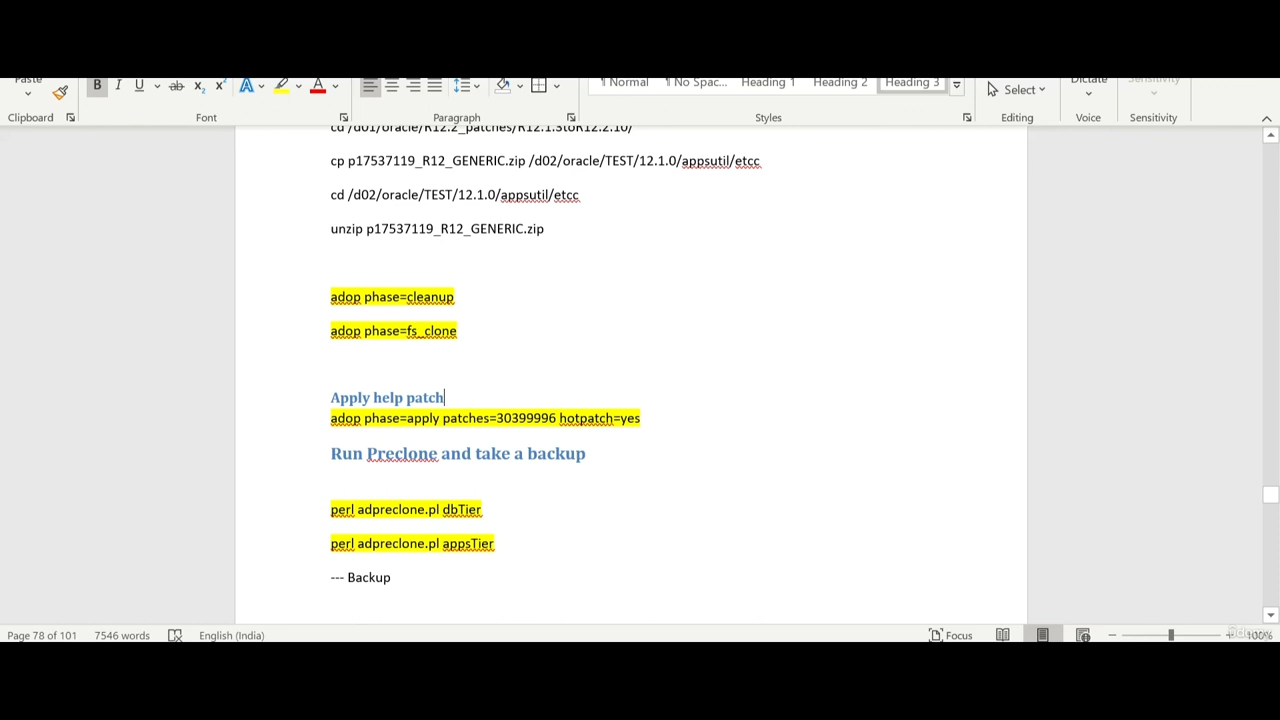 Paste
B I U ab x₂ x² A A
¶ Normal ¶ No Spac... Heading 1 Heading 2 Heading 3
Select
Dictate
Sensitivity
Clipboard Font Paragraph Styles Editing Voice Sensitivity
cd /d01/oracle/R12.2_patches/R12.1.3toR12.2.10/
cp p17537119_R12_GENERIC.zip /d02/oracle/TEST/12.1.0/appsutil/etcc
cd /d02/oracle/TEST/12.1.0/appsutil/etcc
unzip p17537119_R12_GENERIC.zip
adop phase=cleanup
adop phase=fs_clone
Apply help patch
adop phase=apply patches=30399996 hotpatch=yes
Run Preclone and take a backup
perl adpreclone.pl dbTier
perl adpreclone.pl appsTier
--- Backup
Page 78 of 101 7546 words English (India) Focus 100%